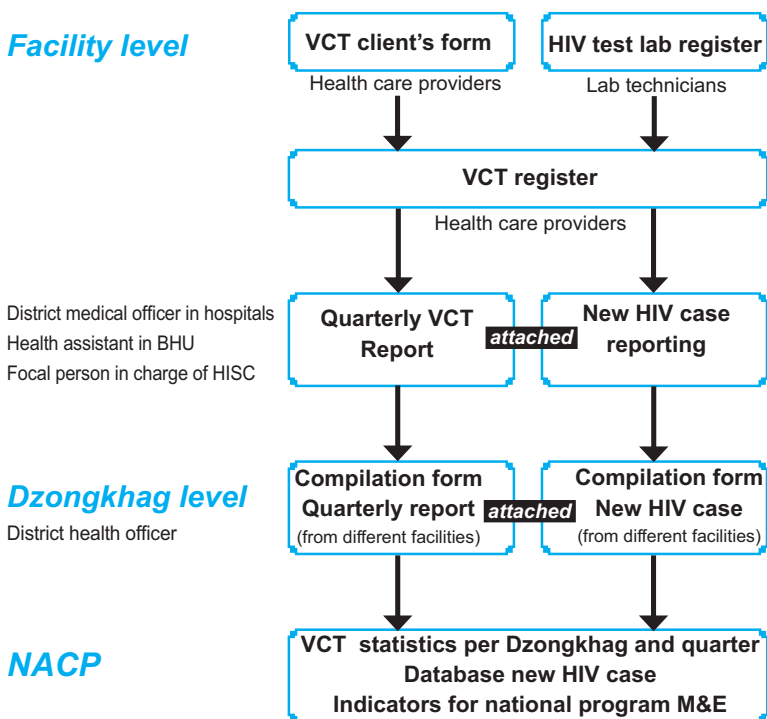 Facility level
VCT client's form
HIV test lab register
Health care providers
Lab technicians
VCT register
Health care providers
District medical officer in hospitals
Health assistant in BHU
Focal person in charge of HISC
Quarterly VCT
Report
attached
New HIV case
reporting
Dzongkhag level
District health officer
Compilation form
Quarterly report
(from different facilities)
attached
Compilation form
New HIV case
(from different facilities)
NACP
VCT statistics per Dzongkhag and quarter
Database new HIV case
Indicators for national program M&E